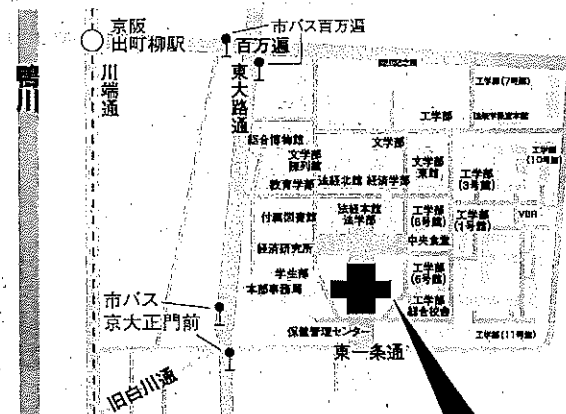 京阪
出町柳駅
市バス百万遍
百万遍
鴨川
川端通
東大路通
工学部(7号館)
工学部
総合博物館
文学部
陳列館
文学部
文学部
東館
工学部
(3号館)
工学部
(10号館)
教育学部
法経北館
経済学部
付属図書館
法経本館
法学部
工学部
(8号館)
工学部
(1号館)
VBL
経済研究所
中央食堂
学生部
本部事務局
工学部
(6号館)
工学部
総合校舎
市バス
京大正門前
保健管理センター
工学部(11号館)
東一条通
旧白川通